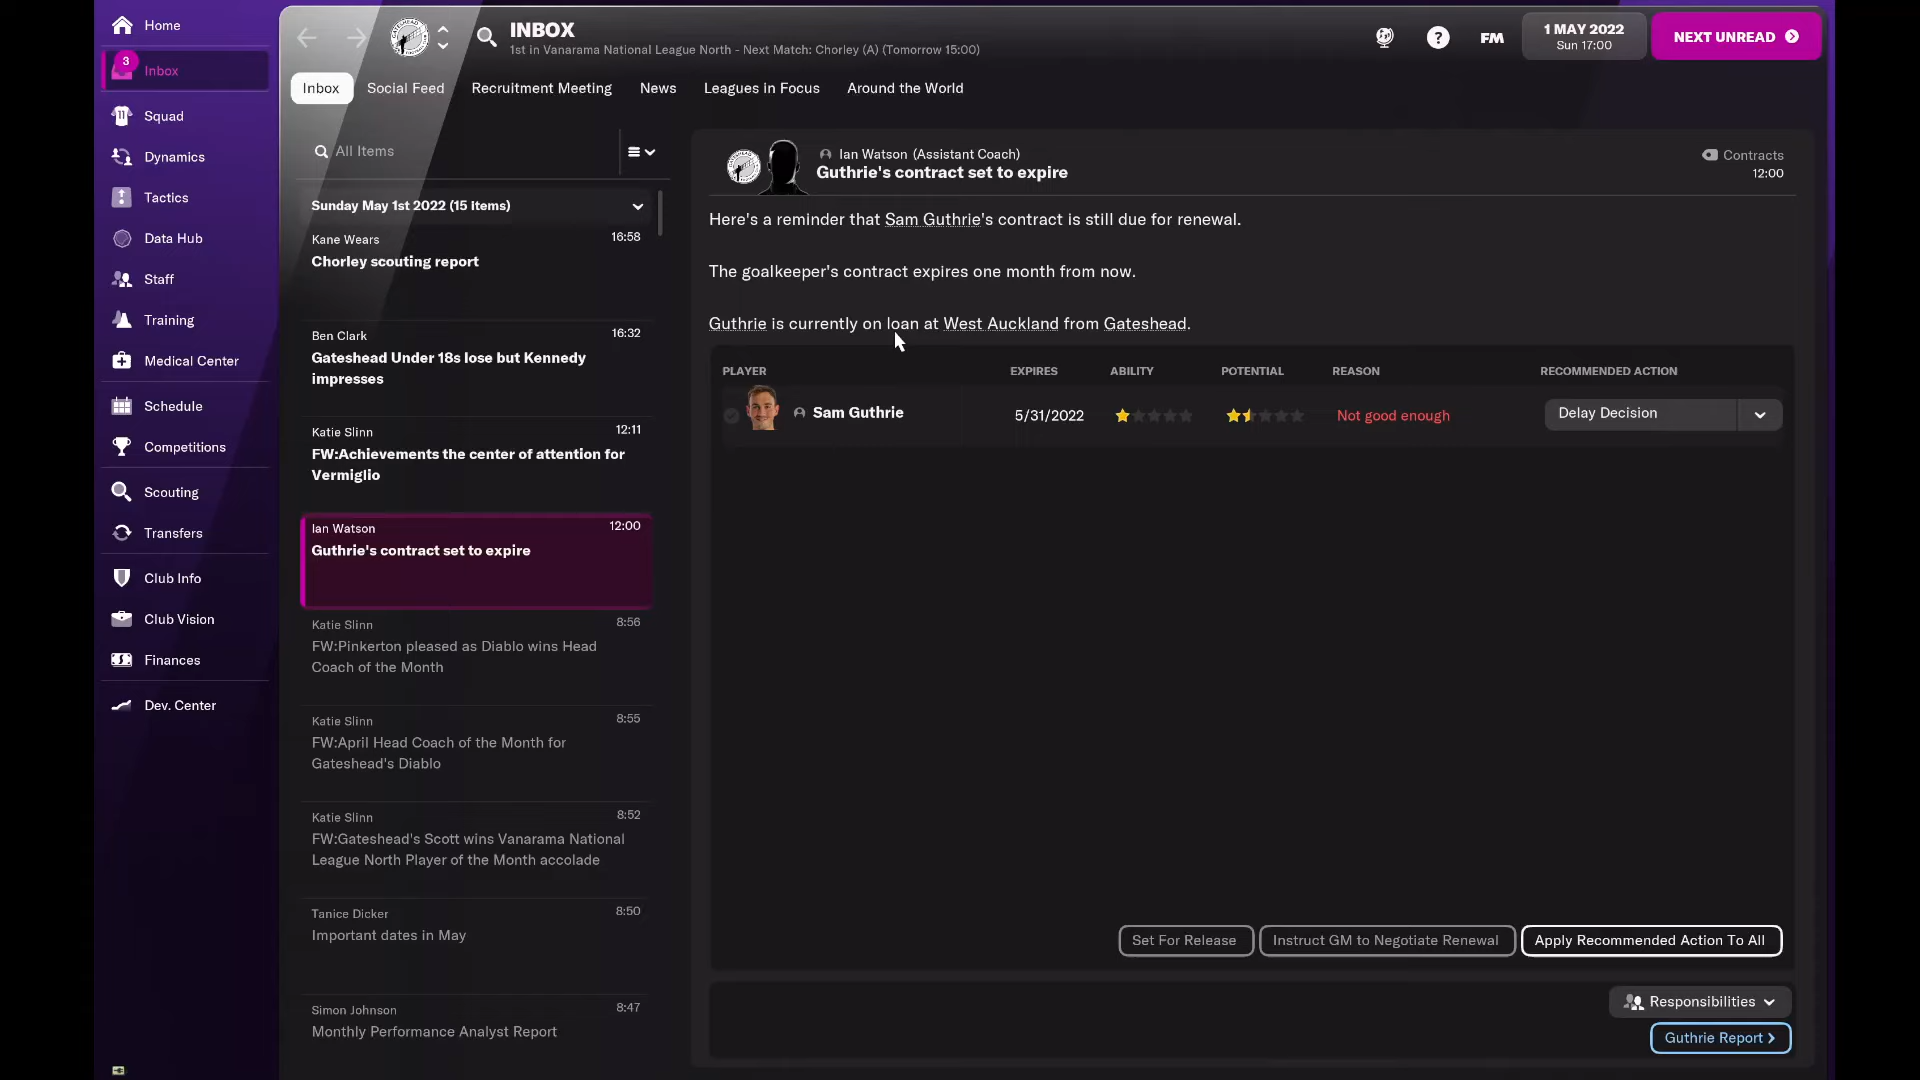 Home
3
Inbox
Squad
Dynamics
Tactics
Data Hub
Staff
Training
Medical Center
Schedule
Competitions
Scouting
Transfers
Club Info
Club Vision
Finances
Dev. Center
INBOX
1st in Vanarama National League North - Next Match: Chorley (A) (Tomorrow 15:00)
?
FM
1 MAY 2022
Sun 17:00
NEXT UNREAD
Inbox Social Feed Recruitment Meeting News Leagues in Focus Around the World
All Items
Sunday May 1st 2022 (15 items)
Kane Wears 16:58
Chorley scouting report
Ben Clark 16:32
Gateshead Under 18s lose but Kennedy
impresses
Katie Slinn 12:11
FW:Achievements the center of attention for
Vermiglio
Ian Watson 12:00
Guthrie's contract set to expire
Katie Slinn 8:56
FW:Pinkerton pleased as Diablo wins Head
Coach of the Month
Katie Slinn 8:55
FW:April Head Coach of the Month for
Gateshead's Diablo
Katie Slinn 8:52
FW:Gateshead's Scott wins Vanarama National
League North Player of the Month accolade
Tanice Dicker 8:50
Important dates in May
Simon Johnson 8:47
Monthly Performance Analyst Report
Ian Watson (Assistant Coach)
Guthrie's contract set to expire
Contracts
12:00
Here's a reminder that Sam Guthrie's contract is still due for renewal.
The goalkeeper's contract expires one month from now.
Guthrie is currently on loan at West Auckland from Gateshead.
PLAYER EXPIRES ABILITY POTENTIAL REASON RECOMMENDED ACTION
Sam Guthrie 5/31/2022 Not good enough Delay Decision
Set For Release Instruct GM to Negotiate Renewal Apply Recommended Action To All
Responsibilities
Guthrie Report